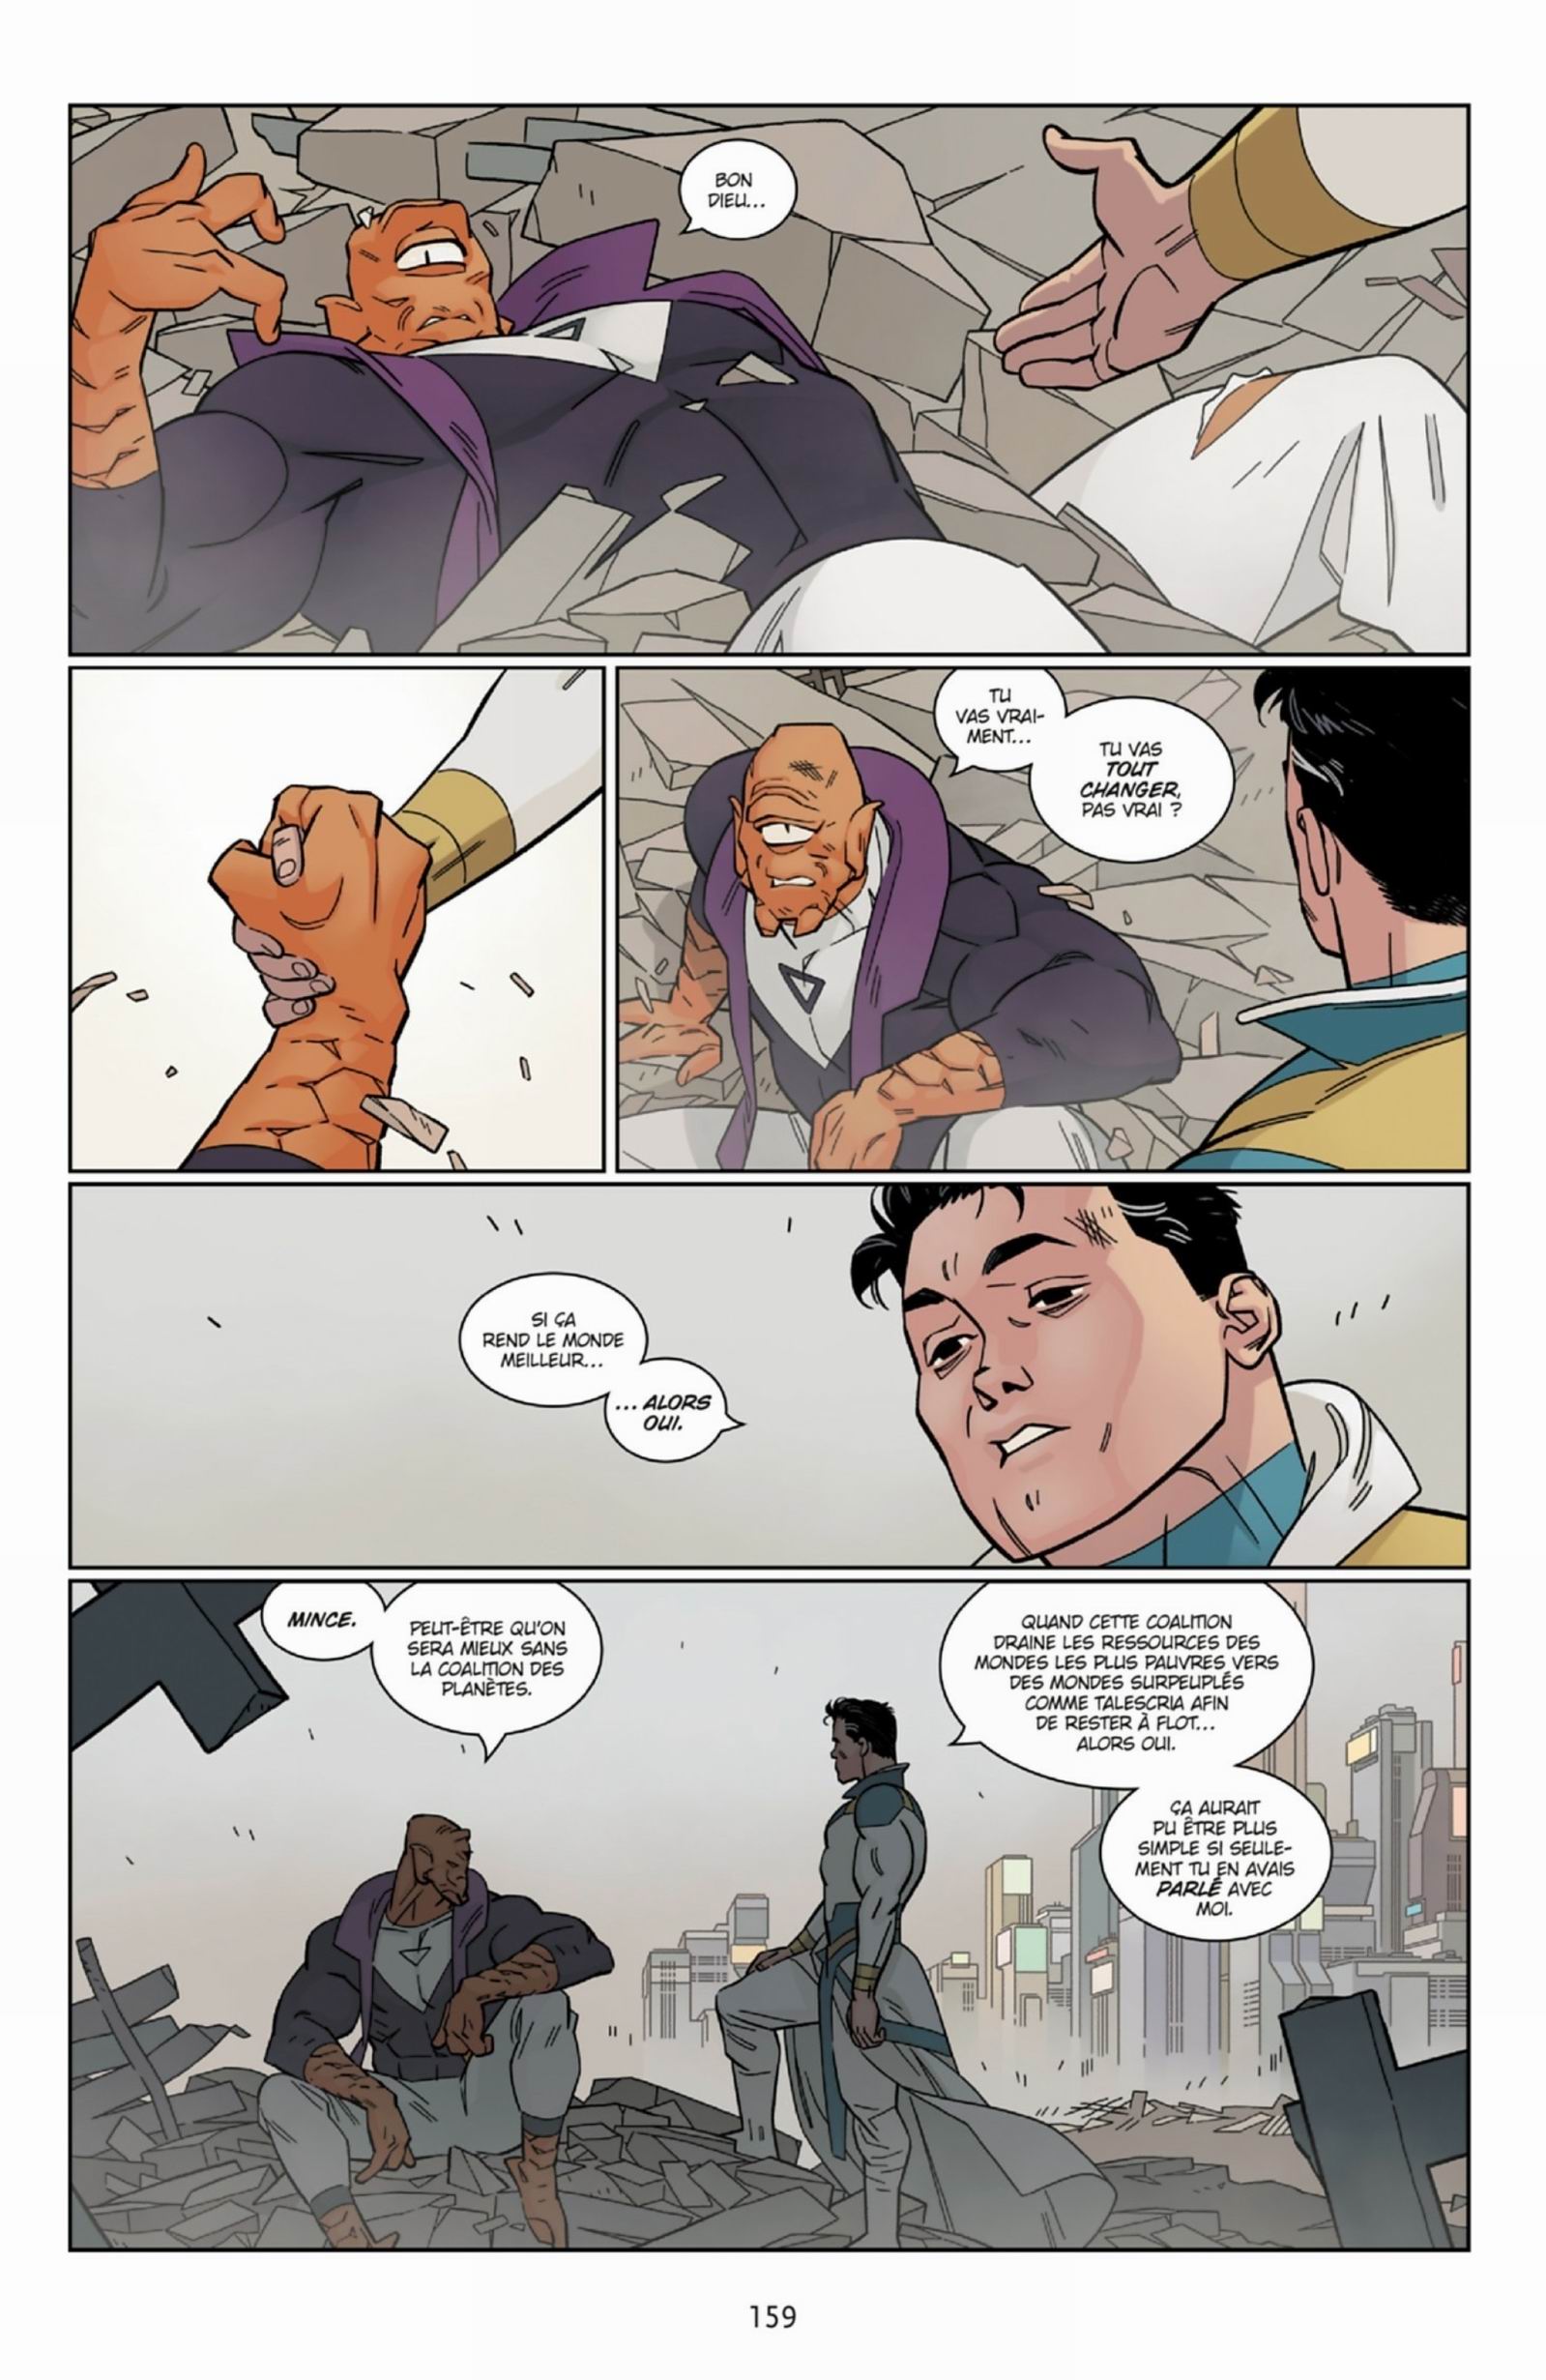 BON
DIEU...
TU
VAS VRAI-
MENT...
TU VAS
TOUT
CHANGER,
PAS VRAI ?
SI ÇA
REND LE MONDE
MEILLEUR...
... ALORS
OUI.
MINCE.
PEUT-ÊTRE QU'ON
SERA MIEUX SANS
LA COALITION DES
PLANÈTES.
QUAND CETTE COALITION
DRAINE LES RESSOURCES DES
MONDES LES PLUS PAUVRES VERS
DES MONDES SURPEUPLÉS
COMME TALESCRIA AFIN
DE RESTER À FLOT...
ALORS OUI.
ÇA AURAIT
PU ÊTRE PLUS
SIMPLE SI SEULE-
MENT TU EN AVAIS
PARLÉ AVEC
MOI.
159